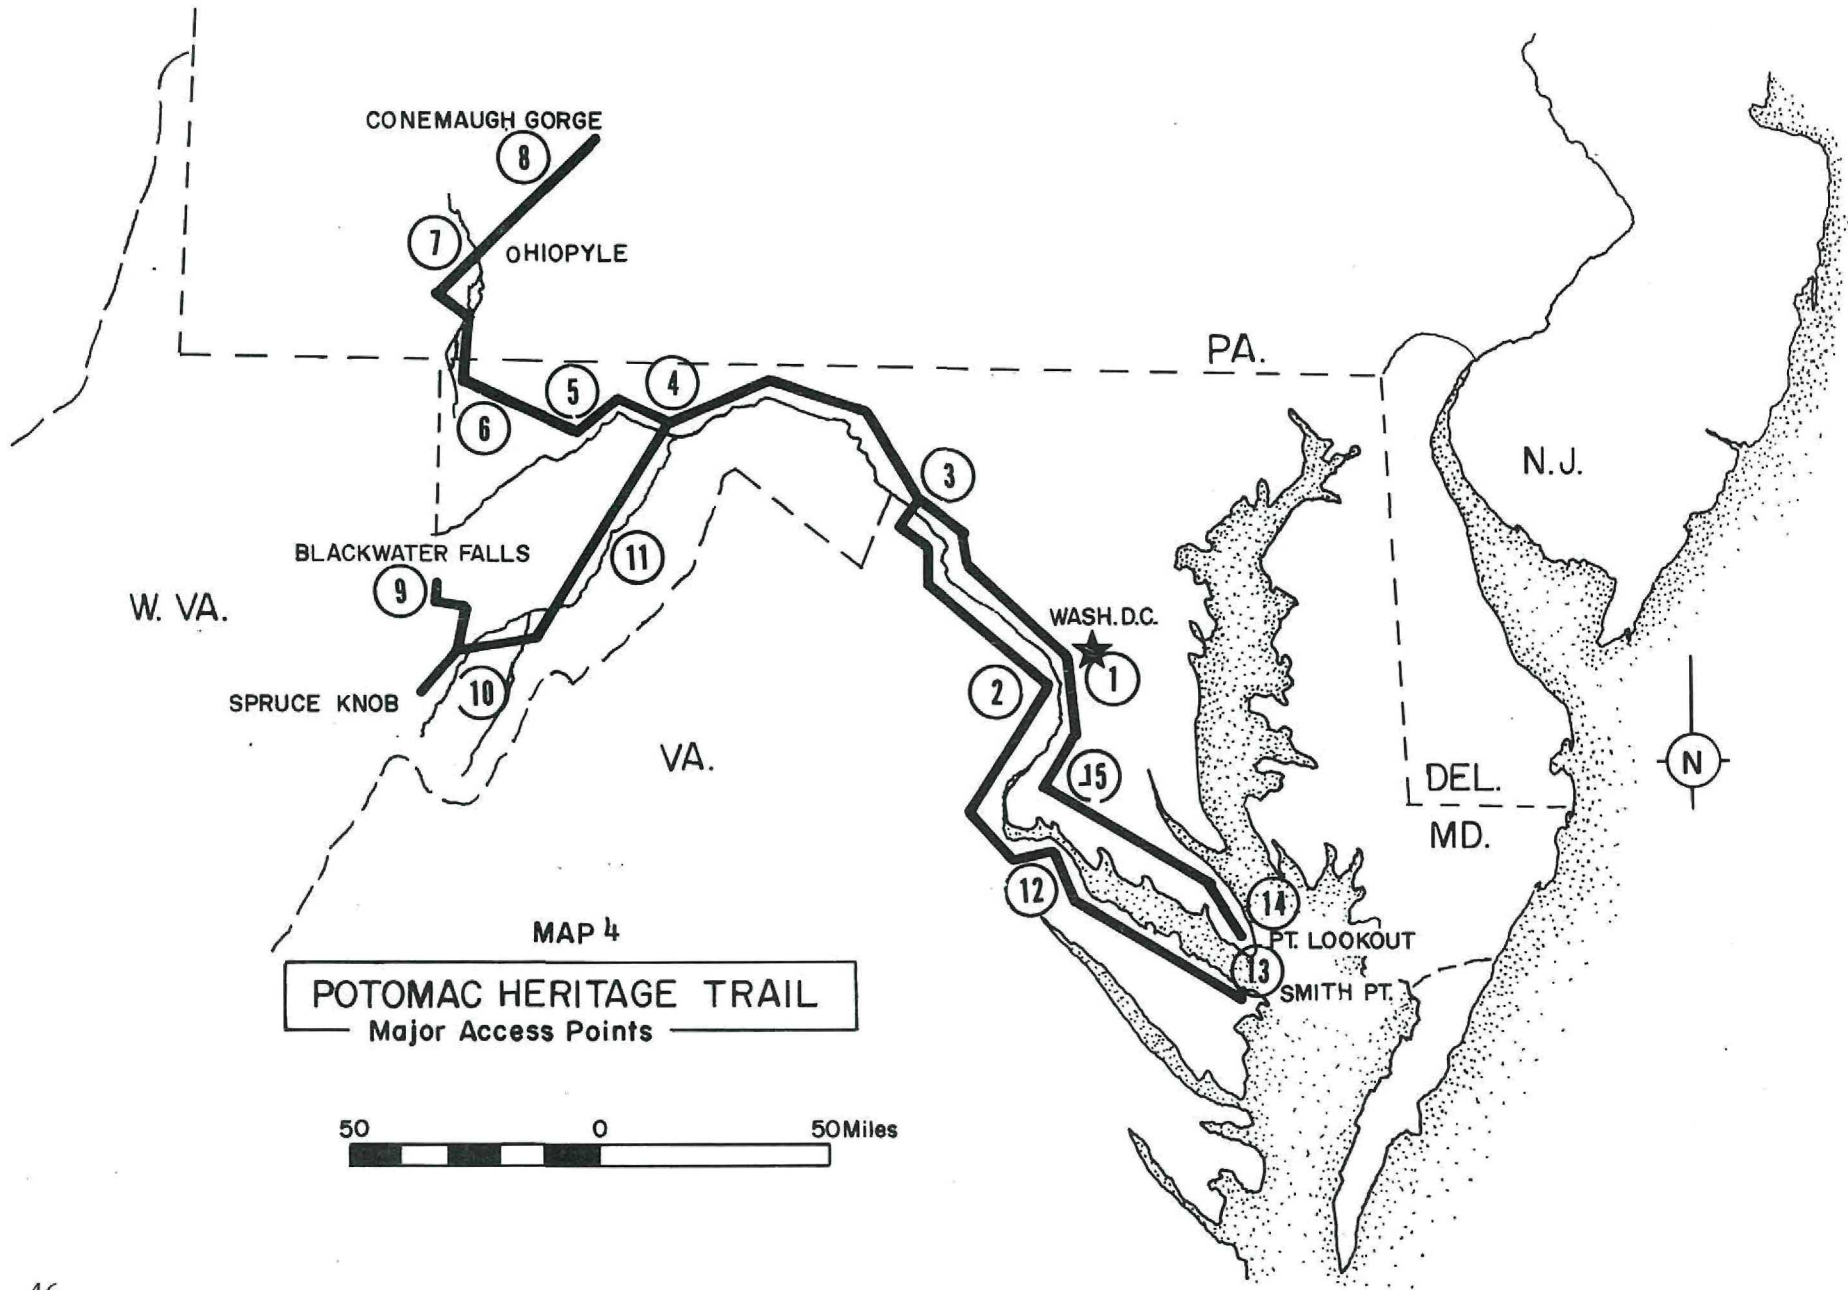 CONEMAUGH GORGE
8
7
OHIOPYLE
PA.
4
5
6
3
N.J.
BLACKWATER FALLS
11
9
W. VA.
WASH. D.C.
1
2
10
SPRUCE KNOB
VA.
N
15
DEL.
MD.
12
14
PT. LOOKOUT
13
SMITH PT.
MAP 4
POTOMAC HERITAGE TRAIL
Major Access Points
50 0 50 Miles